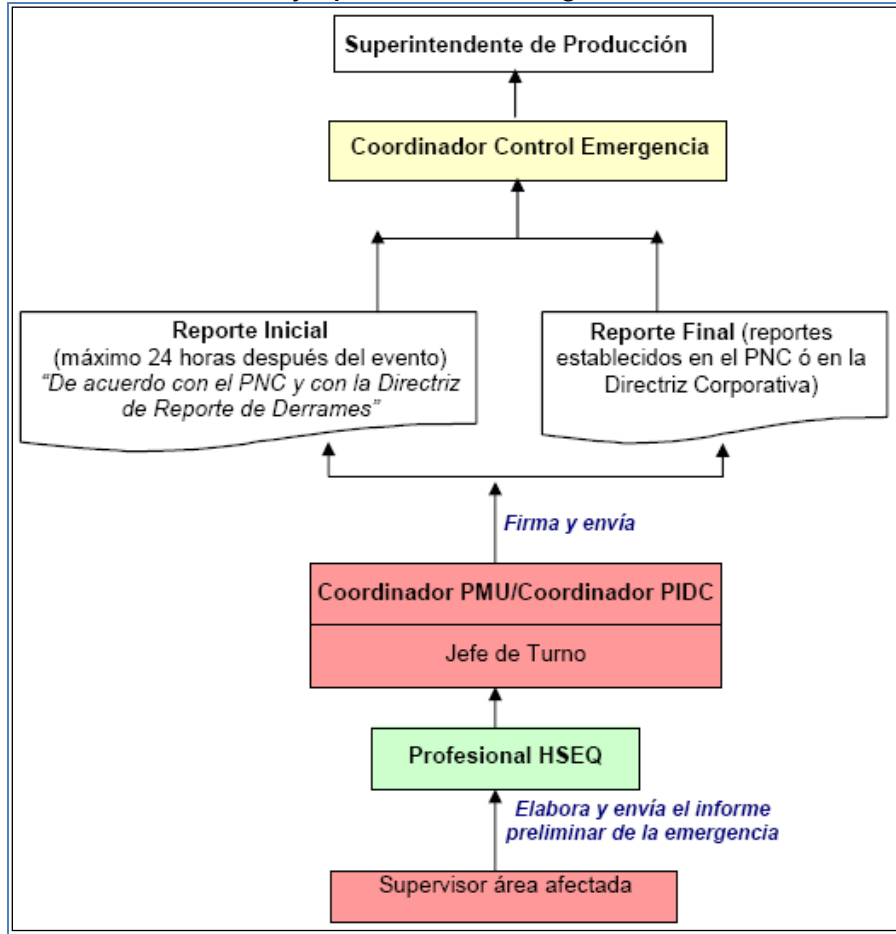 Superintendente de Producción
Coordinador Control Emergencia
Reporte Inicial
(máximo 24 horas después del evento)
"De acuerdo con el PNC y con la Directriz
de Reporte de Derrames"
Reporte Final (reportes
establecidos en el PNC ó en la
Directriz Corporativa)
Firma y envía
Coordinador PMU/Coordinador PIDC
Jefe de Turno
Profesional HSEQ
Elabora y envía el informe
preliminar de la emergencia
Supervisor área afectada